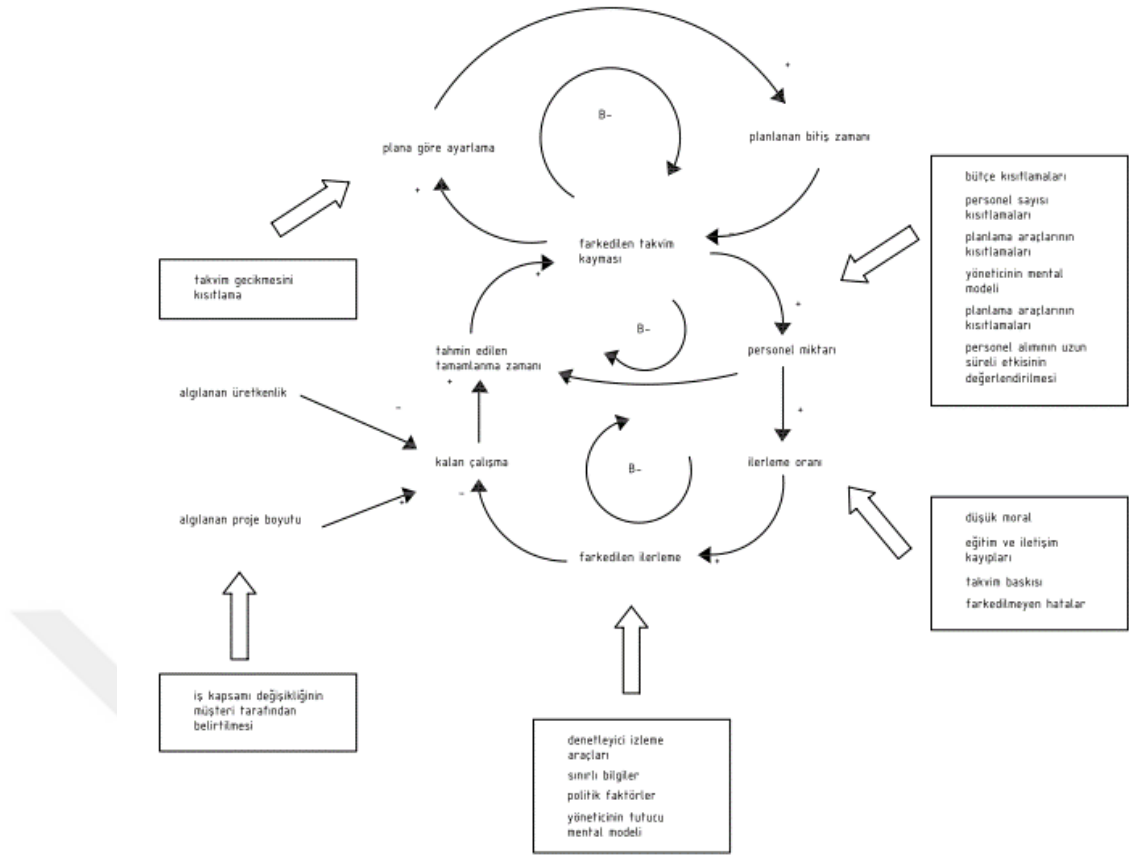 +
B-
plana göre ayarlama
planlanan bitiş zamanı
+
-
farkedilen takvim
kayması
bütçe kısıtlamaları
personel sayısı
kısıtlamaları
planlama araçlarının
kısıtlamaları
yöneticinin mental
modeli
planlama araçlarının
kısıtlamaları
personel alımının uzun
süreli etkisinin
değerlendirilmesi
takvim gecikmesini
kısıtlama
+
+
B-
tahmin edilen
tamamlanma zamanı
personel miktarı
+
algılanan üretkenlik
-
+
kalan çalışma
B-
ilerleme oranı
-
algılanan proje boyutu
+
farkedilen ilerleme
+
düşük moral
eğitim ve iletişim
kayıpları
takvim baskısı
farkedilmeyen hatalar
iş kapsamı değişikliğinin
müşteri tarafından
belirtilmesi
denetleyici izleme
araçları
sınırlı bilgiler
politik faktörler
yöneticinin tutucu
mental modeli